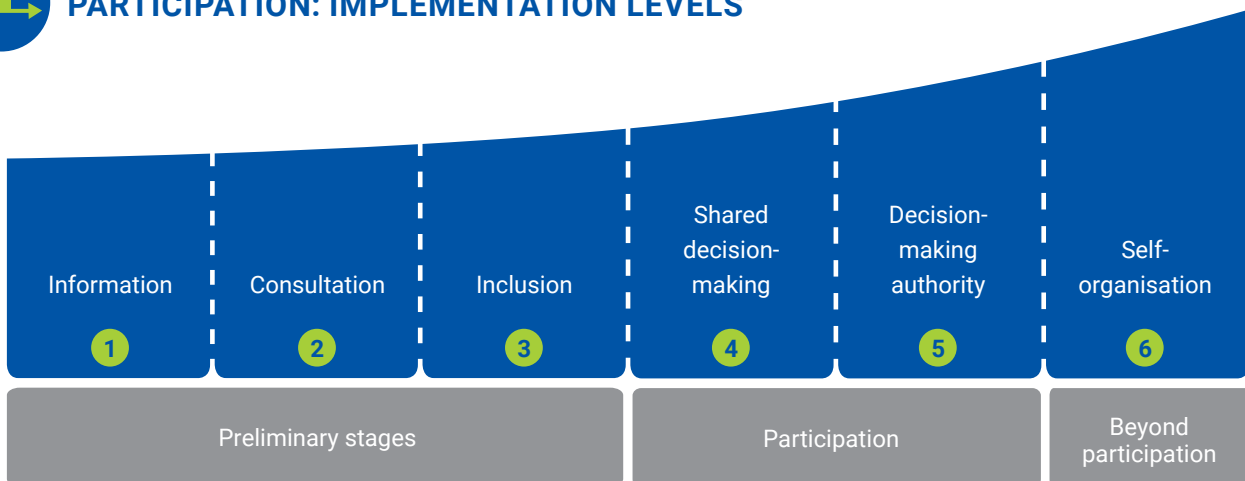 PARTICIPATION: IMPLEMENTATION LEVELS
Information
1
Consultation
2
Inclusion
3
Shared
decision-
making
4
Decision-
making
authority
5
Self-
organisation
6
Preliminary stages
Participation
Beyond
participation